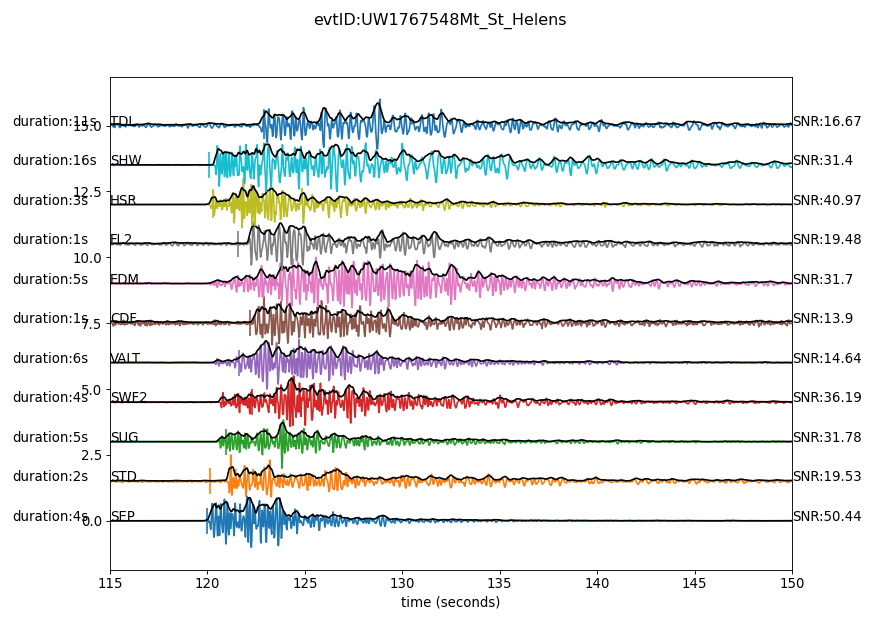 evtID:UW1767548Mt_St_Helens
duration:11s 15.0 TDL SNR:16.67
duration:16s SHW SNR:31.4
12.5
duration:3s HSR SNR:40.97
duration:1s FL2 SNR:19.48
10.0
duration:5s EDM SNR:31.7
duration:1s CDF SNR:13.9
7.5
duration:6s VALT SNR:14.64
5.0
duration:4s SWF2 SNR:36.19
duration:5s SUG SNR:31.78
2.5
duration:2s STD SNR:19.53
duration:4s 0.0 SEP SNR:50.44
115 120 125 130 135 140 145 150
time (seconds)